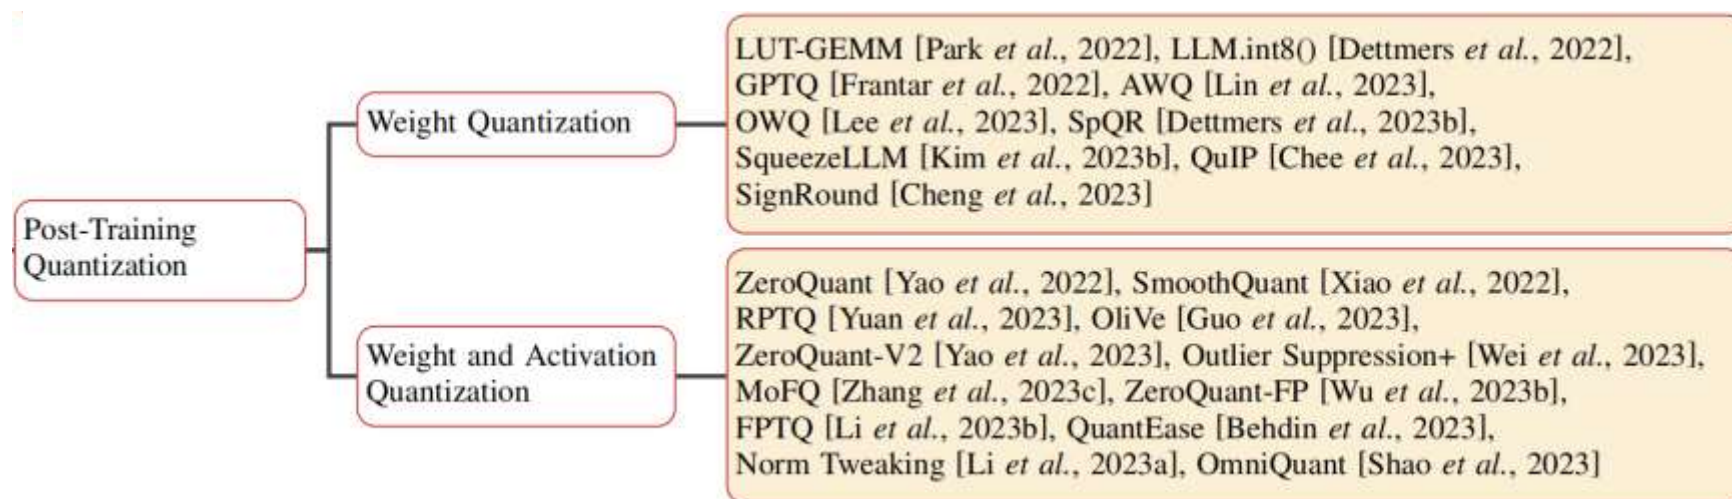 Post-Training
Quantization
Weight Quantization
LUT-GEMM [Park et al., 2022], LLM.int8() [Dettmers et al., 2022],
GPTQ [Frantar et al., 2022], AWQ [Lin et al., 2023],
OWQ [Lee et al., 2023], SpQR [Dettmers et al., 2023b],
SqueezeLLM [Kim et al., 2023b], QuIP [Chee et al., 2023],
SignRound [Cheng et al., 2023]
Weight and Activation
Quantization
ZeroQuant [Yao et al., 2022], SmoothQuant [Xiao et al., 2022],
RPTQ [Yuan et al., 2023], OliVe [Guo et al., 2023],
ZeroQuant-V2 [Yao et al., 2023], Outlier Suppression+ [Wei et al., 2023],
MoFQ [Zhang et al., 2023c], ZeroQuant-FP [Wu et al., 2023b],
FPTQ [Li et al., 2023b], QuantEase [Behdin et al., 2023],
Norm Tweaking [Li et al., 2023a], OmniQuant [Shao et al., 2023]